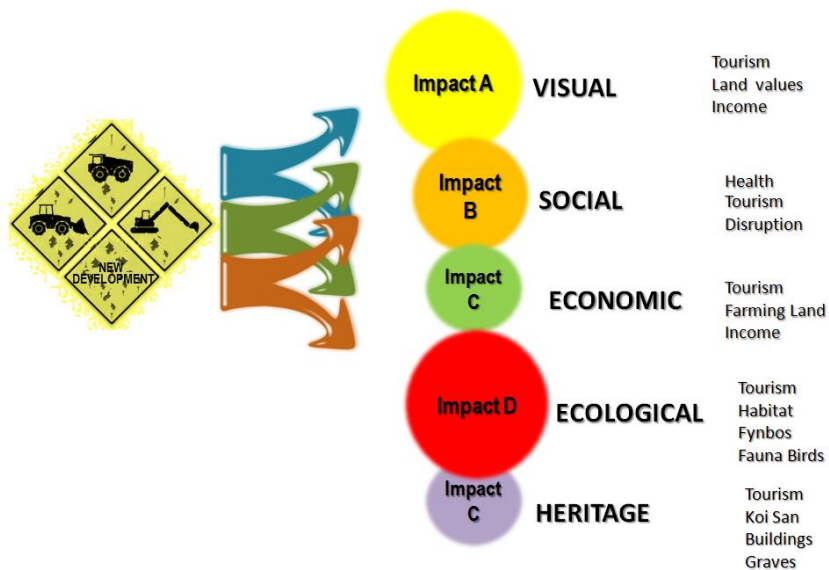 NEW
DEVELOPMENT
Impact A
VISUAL
Tourism
Land values
Income
Impact
B
SOCIAL
Health
Tourism
Disruption
Impact
C
ECONOMIC
Tourism
Farming Land
Income
Impact D
ECOLOGICAL
Tourism
Habitat
Fynbos
Fauna Birds
Impact
C
HERITAGE
Tourism
Koi San
Buildings
Graves